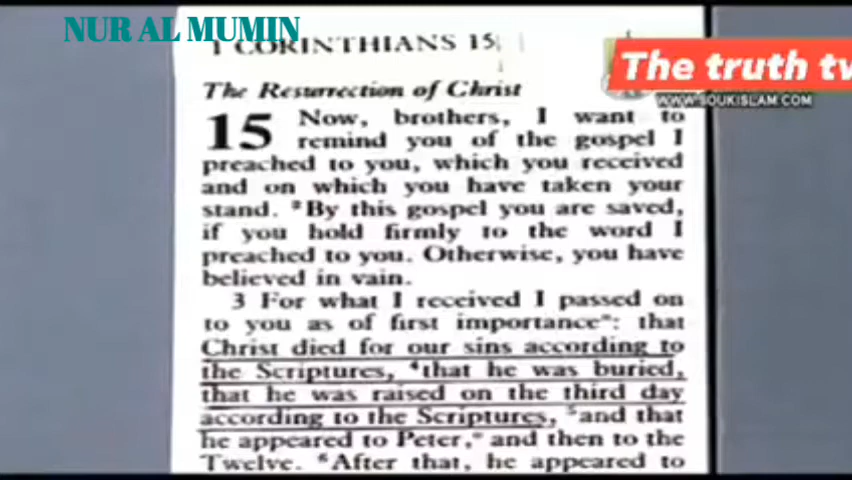 NUR AL MUMIN
1 CORINTHIANS 15
The truth tv
WWW.SOUKISLAM.COM
The Resurrection of Christ
15 Now, brothers, I want to
remind you of the gospel I
preached to you, which you received
and on which you have taken your
stand. ²By this gospel you are saved,
if you hold firmly to the word I
preached to you. Otherwise, you have
believed in vain.
3 For what I received I passed on
to you as of first importance*: that
Christ died for our sins according to
the Scriptures, ⁴that he was buried,
that he was raised on the third day
according to the Scriptures, ⁵and that
he appeared to Peter,* and then to the
Twelve. ⁶After that, he appeared to